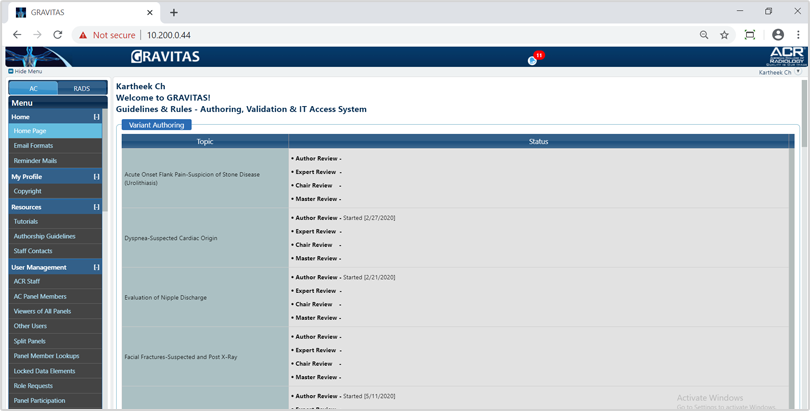 GRAVITAS
Not secure | 10.200.0.44
GRAVITAS
11
ACR
RADIOLOGY
Hide Menu
Kartheek Ch
AC
RADS
Menu
Home [-]
Home Page
Email Formats
Reminder Mails
My Profile [-]
Copyright
Resources [-]
Tutorials
Authorship Guidelines
Staff Contacts
User Management [-]
ACR Staff
AC Panel Members
Viewers of All Panels
Other Users
Split Panels
Panel Member Lookups
Locked Data Elements
Role Requests
Panel Participation
Kartheek Ch
Welcome to GRAVITAS!
Guidelines & Rules - Authoring, Validation & IT Access System
Variant Authoring
Topic Status
Acute Onset Flank Pain-Suspicion of Stone Disease
(Urolithiasis)
• Author Review -
• Expert Review -
• Chair Review -
• Master Review -
Dyspnea-Suspected Cardiac Origin
• Author Review - Started [2/27/2020]
• Expert Review -
• Chair Review -
• Master Review -
Evaluation of Nipple Discharge
• Author Review - Started [2/21/2020]
• Expert Review -
• Chair Review -
• Master Review -
Facial Fractures-Suspected and Post X-Ray
• Author Review -
• Expert Review -
• Chair Review -
• Master Review -
• Author Review - Started [5/11/2020]
Activate Windows
Go to Settings to activate Windows.